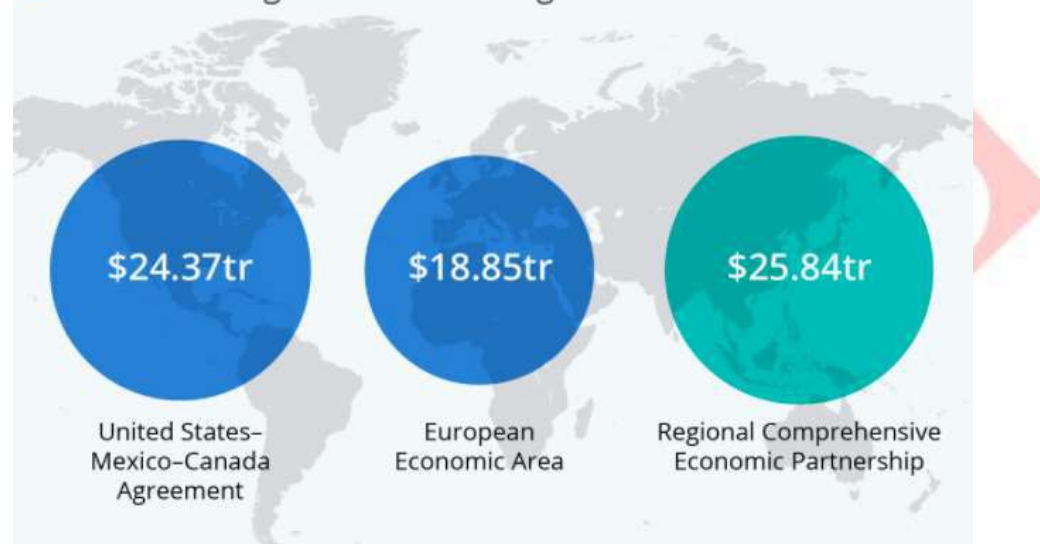 $24.37tr
$18.85tr
$25.84tr
United States–
Mexico–Canada
Agreement
European
Economic Area
Regional Comprehensive
Economic Partnership